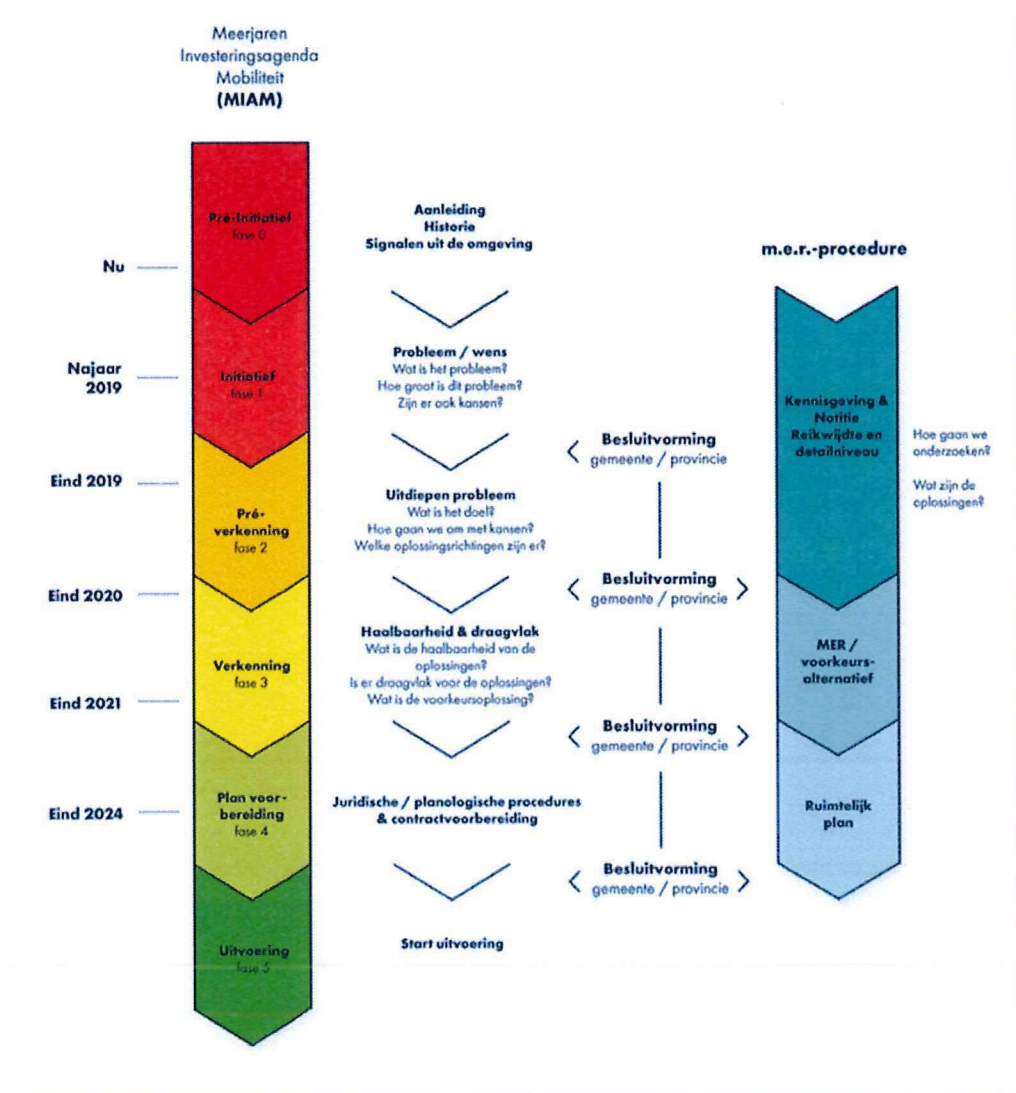 Meerjaren
Investeringsagenda
Mobiliteit
(MIAM)
Pré-Initiatief
fase 0
Nu
Aanleiding
Historie
Signalen uit de omgeving
m.e.r.-procedure
Najaar
2019
Initiatief
fase 1
Probleem / wens
Wat is het probleem?
Hoe groot is dit probleem?
Zijn er ook kansen?
Kennisgeving &
Notitie
Reikwijdte en
detailniveau
Hoe gaan we
onderzoeken?
Wat zijn de
oplossingen?
Besluitvorming
gemeente / provincie
Eind 2019
Pré-
verkenning
fase 2
Uitdiepen probleem
Wat is het doel?
Hoe gaan we om met kansen?
Welke oplossingsrichtingen zijn er?
Eind 2020
Besluitvorming
gemeente / provincie
Verkenning
fase 3
Haalbaarheid & draagvlak
Wat is de haalbaarheid van de
oplossingen?
Is er draagvlak voor de oplossingen?
Wat is de voorkeursoplossing?
MER /
voorkeurs-
alternatief
Eind 2021
Besluitvorming
gemeente / provincie
Eind 2024
Plan voor-
bereiding
fase 4
Juridische / planologische procedures
& contractvoorbereiding
Ruimtelijk
plan
Besluitvorming
gemeente / provincie
Uitvoering
fase 5
Start uitvoering